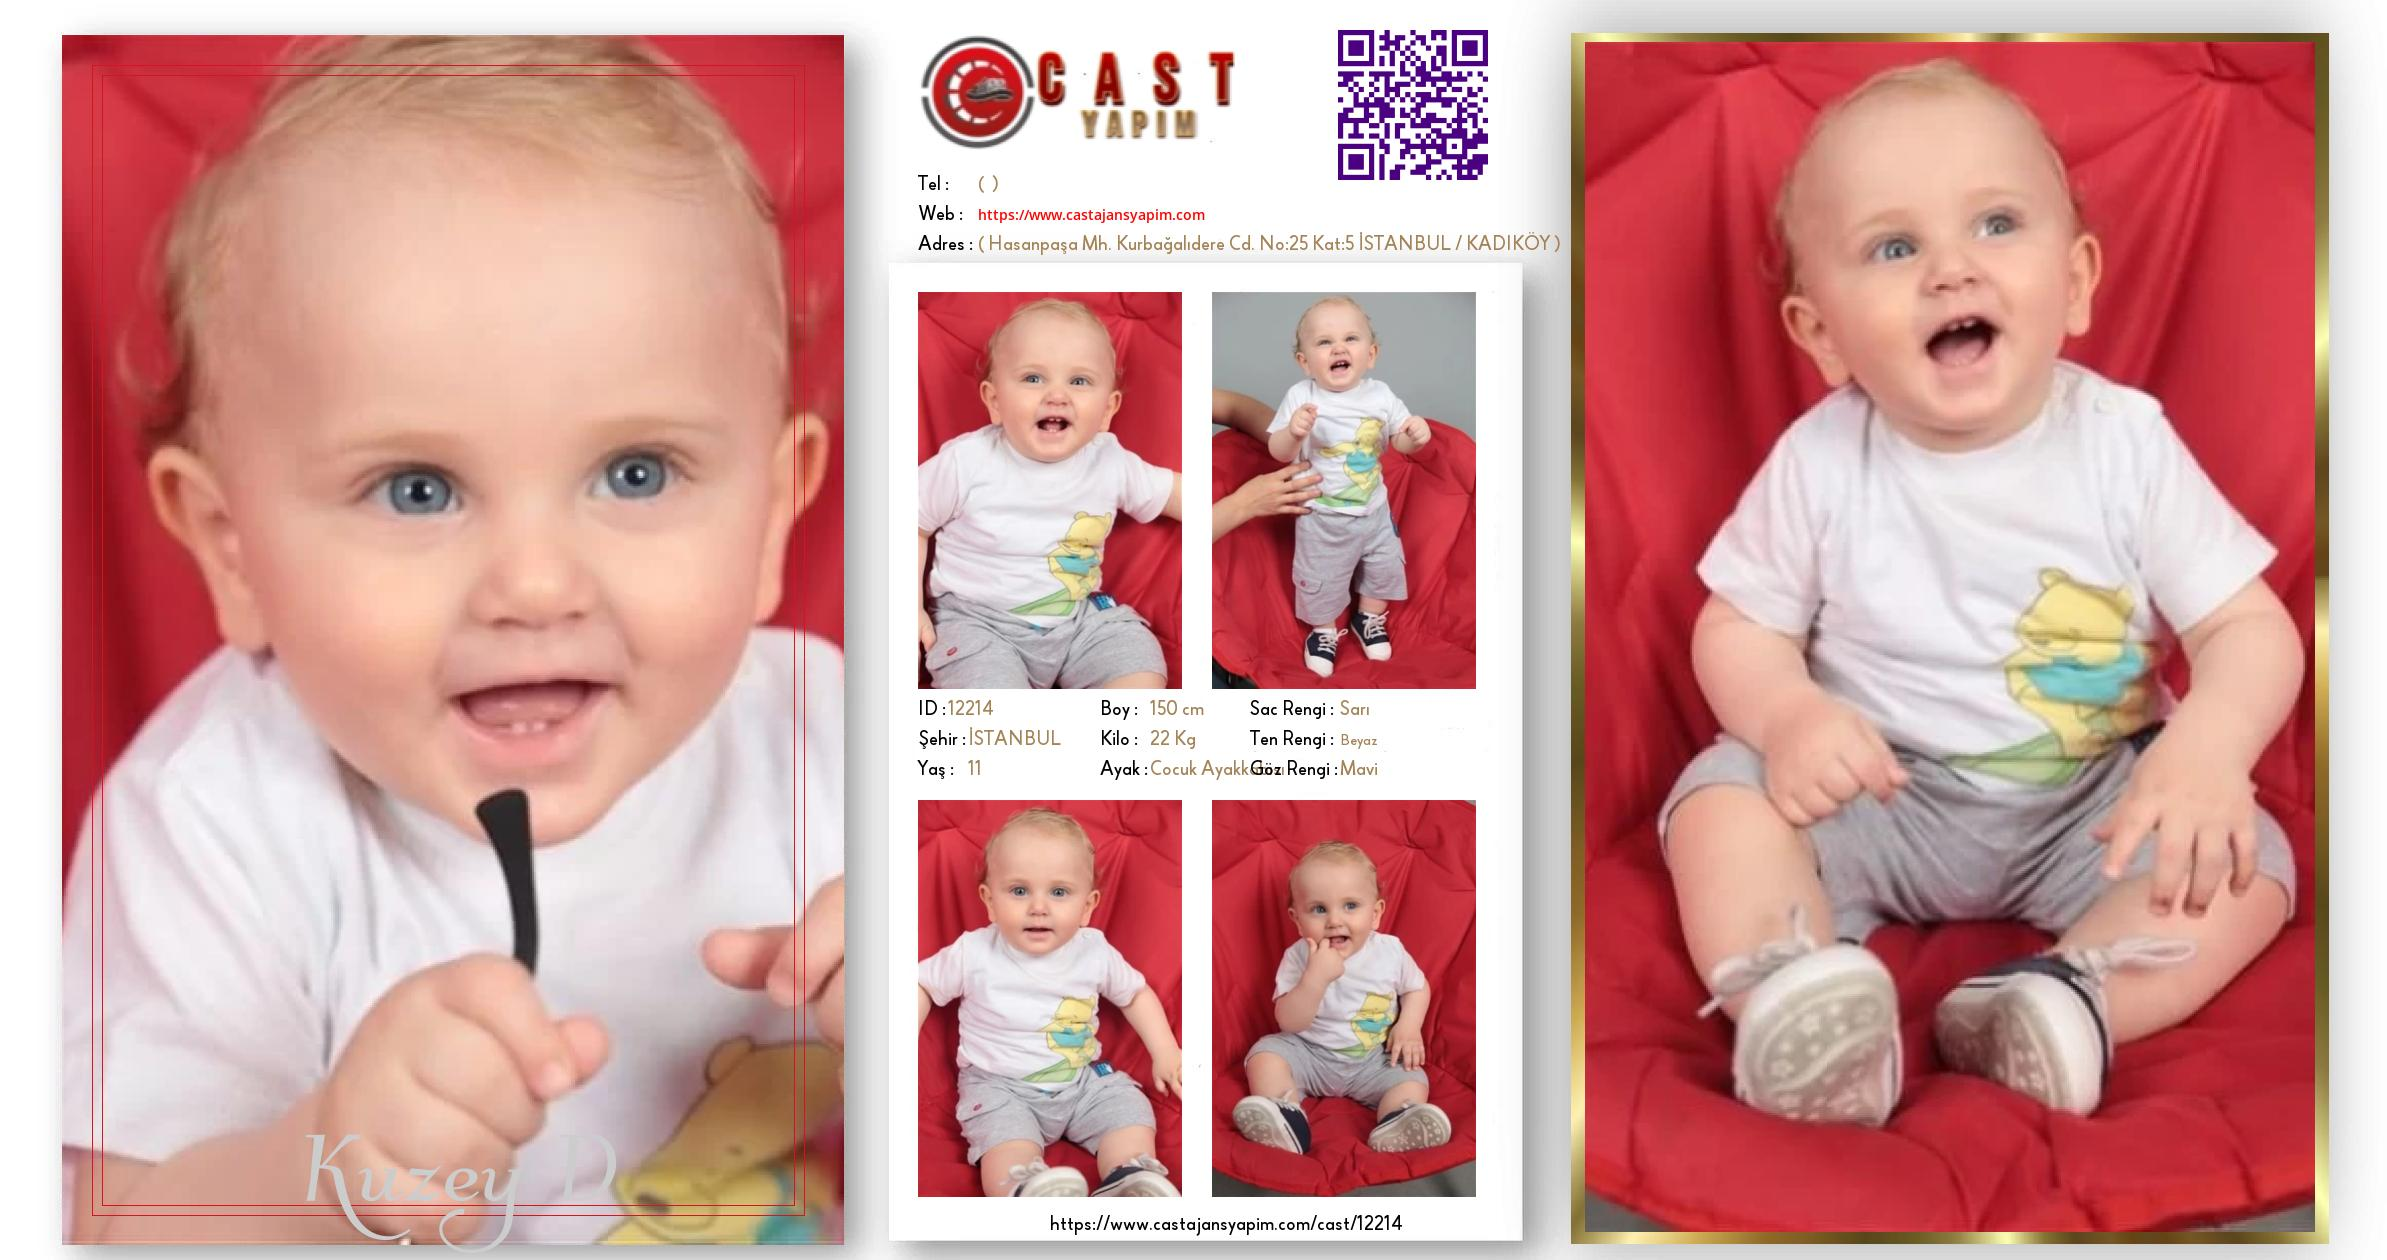 CAST
YAPIM
Tel : ( )
Web : https://www.castajansyapim.com
Adres : ( Hasanpaşa Mh. Kurbağalıdere Cd. No:25 Kat:5 İSTANBUL / KADIKÖY )
ID : 12214 Boy : 150 cm Sac Rengi : Sarı
Şehir : İSTANBUL Kilo : 22 Kg Ten Rengi : Beyaz
Yaş : 11 Ayak : Cocuk Ayakkabısı Göz Rengi : Mavi
Kuzey D
https://www.castajansyapim.com/cast/12214